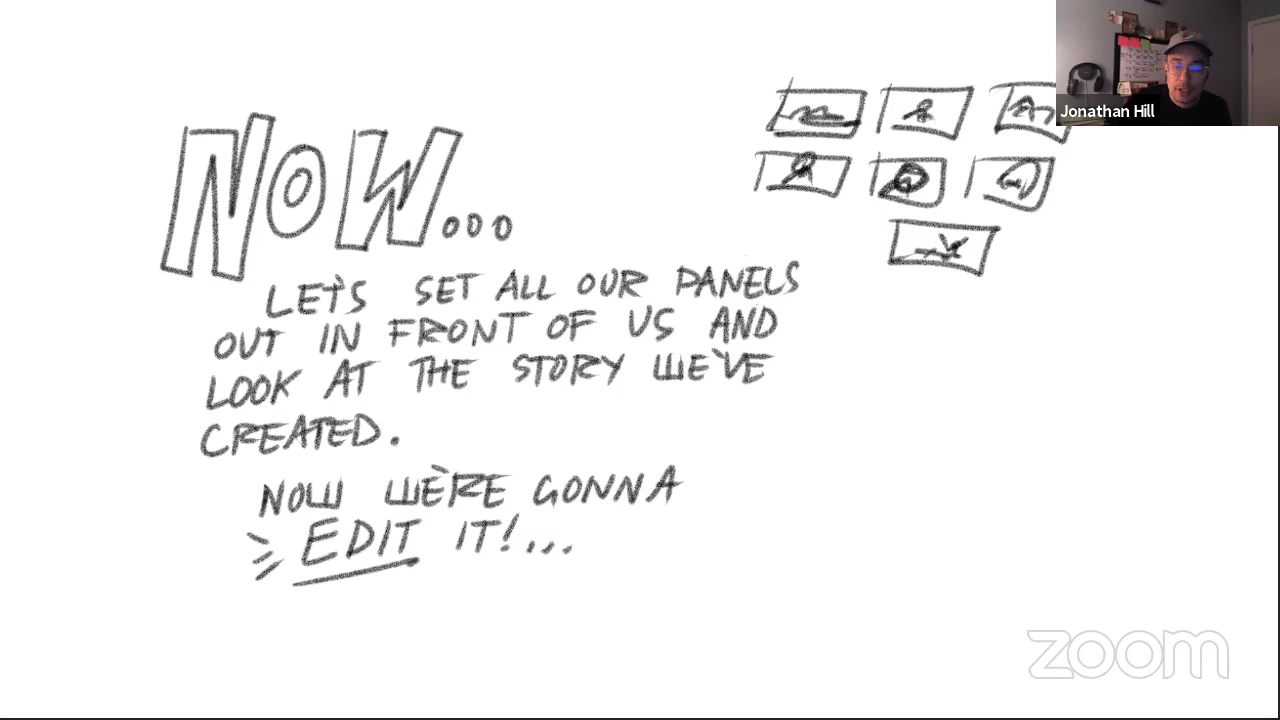 NOW...
LET'S SET ALL OUR PANELS
OUT IN FRONT OF US AND
LOOK AT THE STORY WE'VE
CREATED.
NOW WE'RE GONNA
EDIT IT!...
Jonathan Hill
zoom